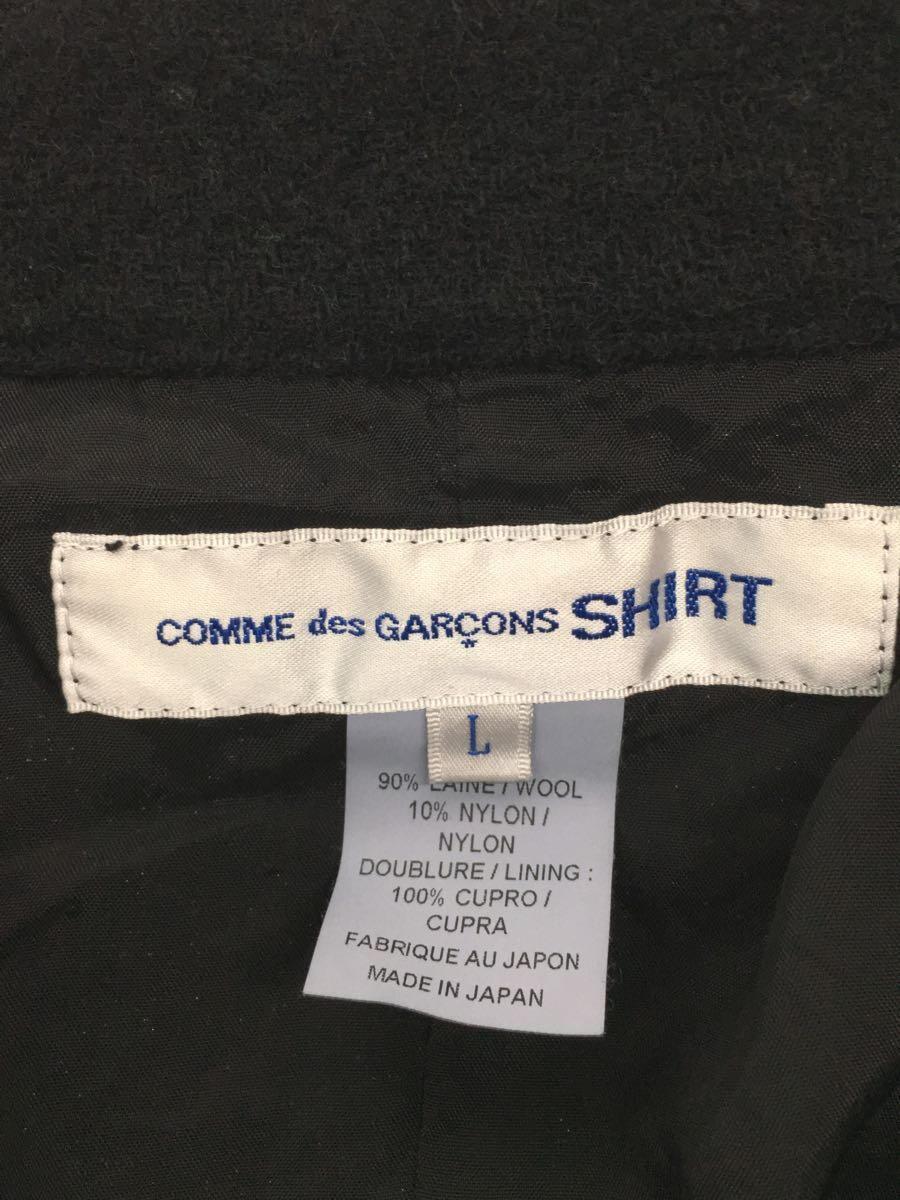 COMME des GARÇONS SHIRT
L
90% LAINE / WOOL
10% NYLON /
NYLON
DOUBLURE / LINING :
100% CUPRO /
CUPRA
FABRIQUE AU JAPON
MADE IN JAPAN